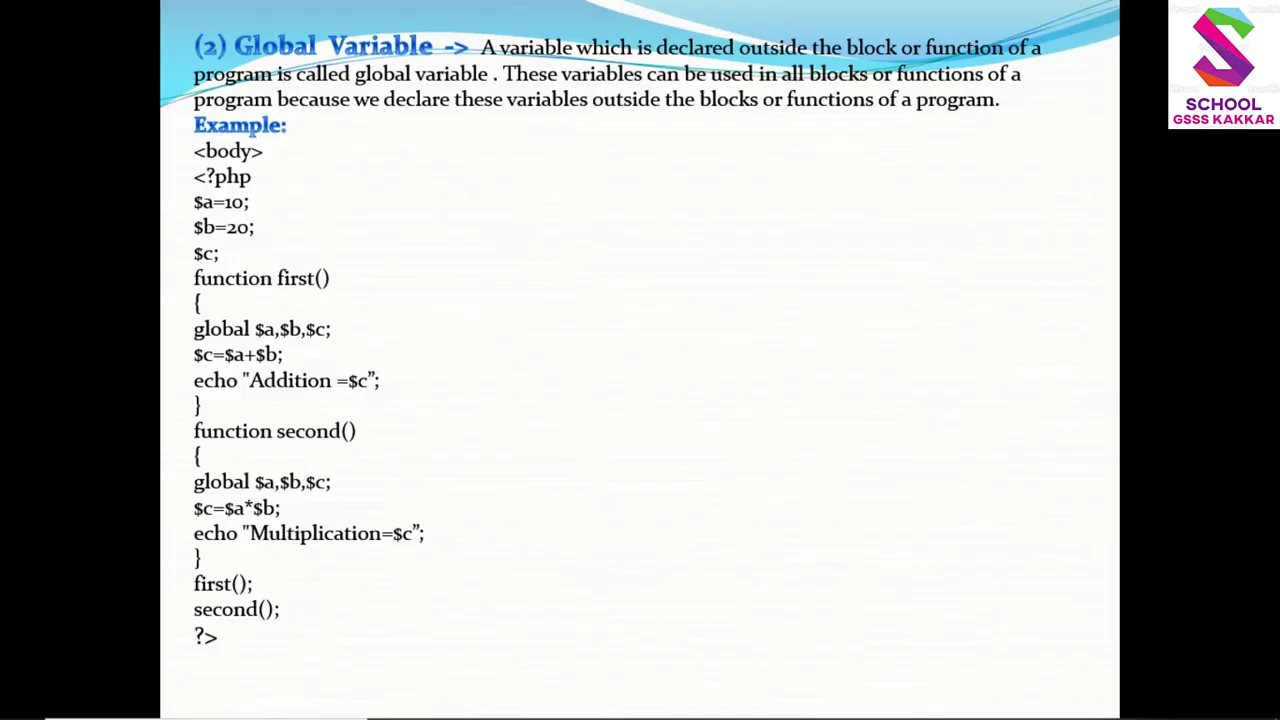 (2) Global Variable -> A variable which is declared outside the block or function of a
program is called global variable . These variables can be used in all blocks or functions of a
program because we declare these variables outside the blocks or functions of a program.
Example:
<body>
<?php
$a=10;
$b=20;
$c;
function first()
{
global $a,$b,$c;
$c=$a+$b;
echo "Addition =$c”;
}
function second()
{
global $a,$b,$c;
$c=$a*$b;
echo "Multiplication=$c”;
}
first();
second();
?>
SCHOOL
GSSS KAKKAR